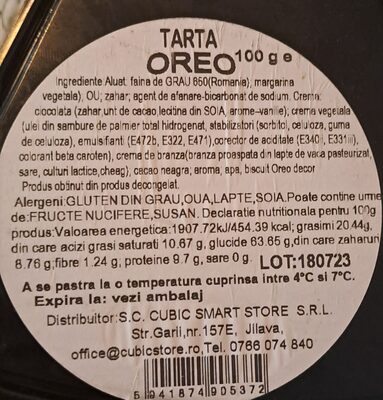 TARTA
OREO 100 g e
Ingrediente Aluat: faina de GRAU 650(Romania); margarina
vegetala); OU; zahar; agent de afanare-bicarbonat de sodium. Crema:
ciocolata (zahar,unt de cacao,lecitina din SOIA, arome–vanilie); crema vegetala
(ulei din sambure de palmier total hidrogenat, stabilizatori (sorbitol, celuloza, guma
de celuloza), emulsifianti (E472b, E322, E471),corector de aciditate (E340ii, E331iii),
colorant beta caroten), crema de branza(branza proaspata din lapte de vaca pasteurizat,
sare, culturi lactice,cheag); cacao neagra; aroma; apa, biscuit Oreo decor
Produs obtinut din produse decongelat.
Alergeni:GLUTEN DIN GRAU,OUA,LAPTE,SOIA.Poate contine urme
de:FRUCTE NUCIFERE,SUSAN. Declaratie nutritionala pentru 100g
produs:Valoarea energetica:1907.72kJ/454.39kcal; grasimi 20.44g,
din care acizi grasi saturati 10.67 g, glucide 63.65 g,din care zaharuri
8.76 g;fibre 1.24 g, proteine 9.7 g, sare 0 g. LOT:180723
A se pastra la o temperatura cuprinsa intre 4°C si 7°C.
Expira la: vezi ambalaj
Distribuitor:S.C. CUBIC SMART STORE S.R.L.
Str.Garii,nr.157E, Jilava,
office@cubicstore.ro,Tel. 0766 074 840
5 941874 905372